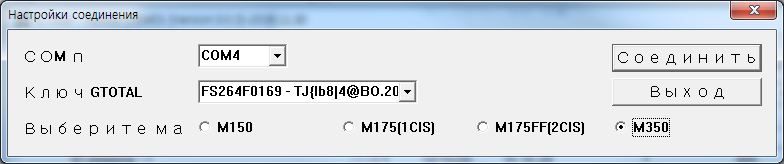 Настройки соединения
COM п COM4 Соединить
Ключ GTOTAL FS264F0169 - TJ{lb8|4@BO.20 Выход
Выберите ма M150 M175(1CIS) M175FF(2CIS) M350